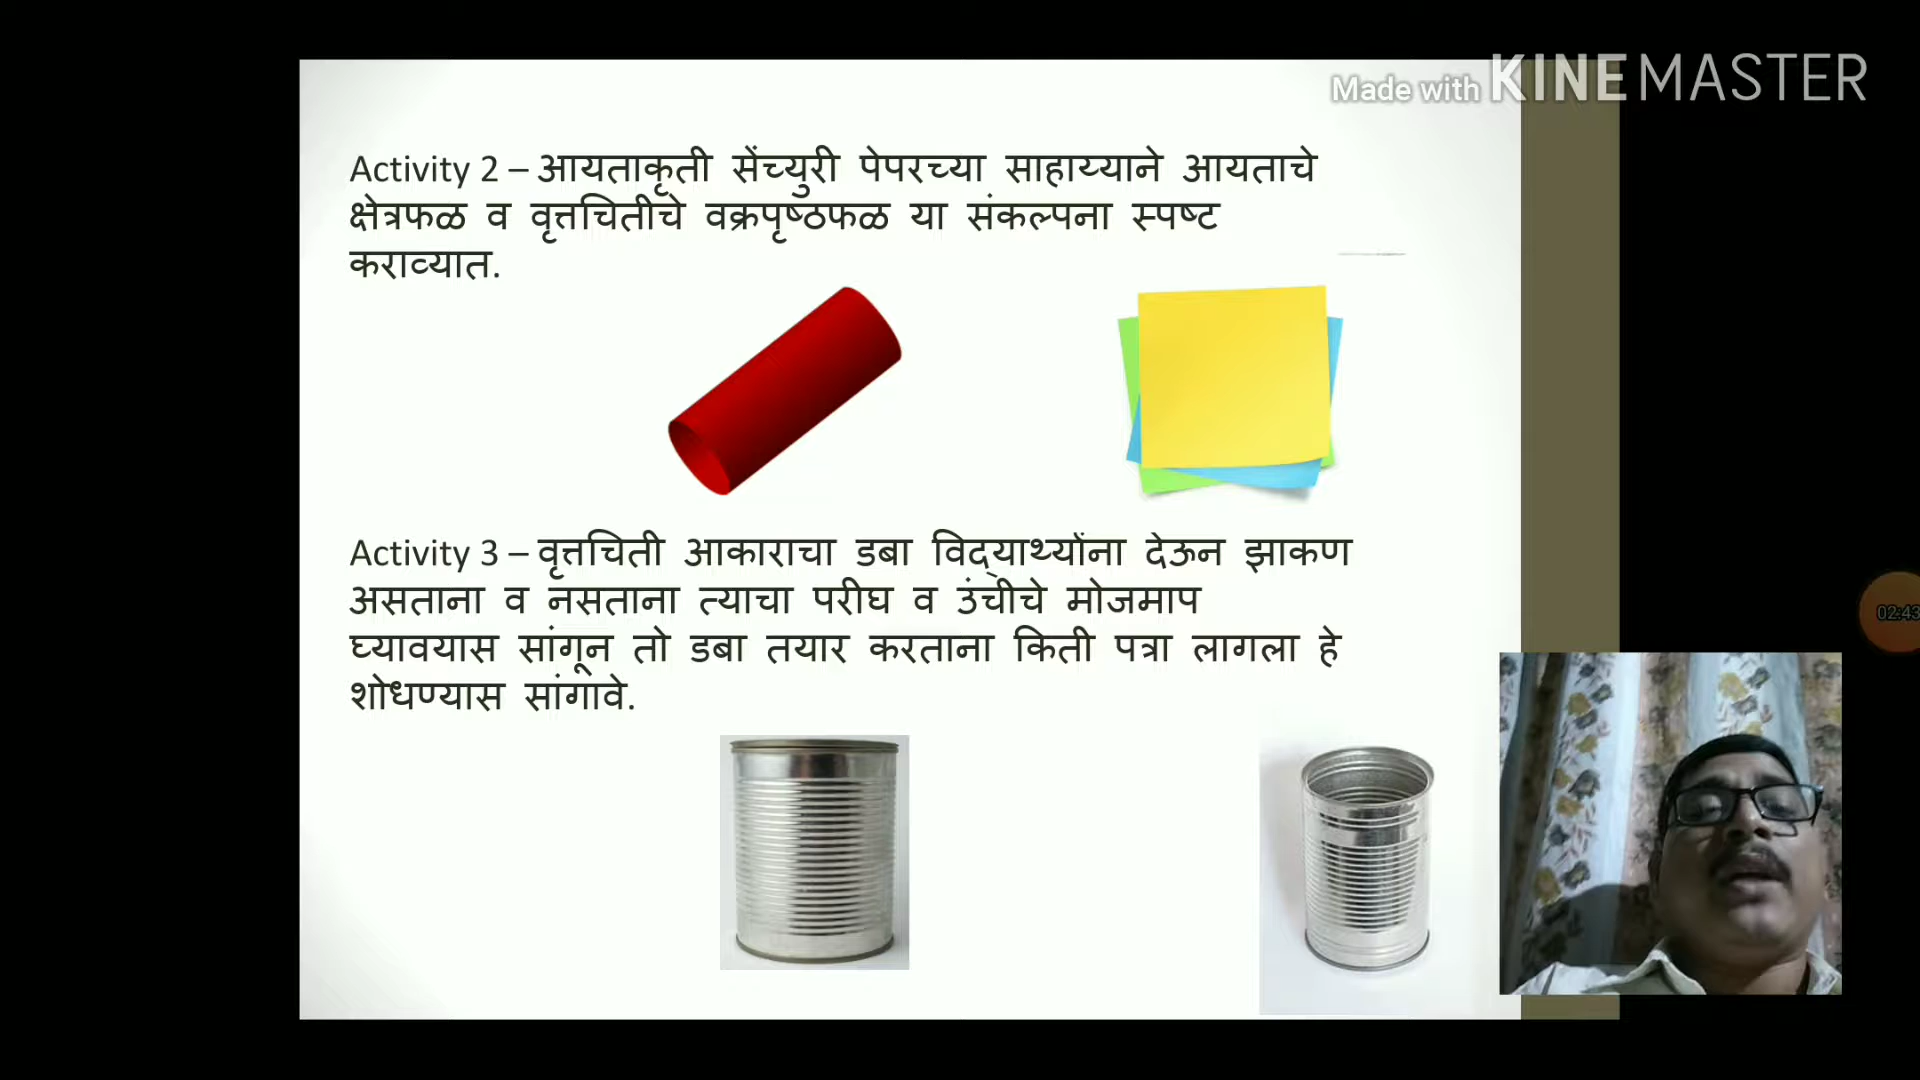 Made with KINEMASTER
Activity 2 – आयताकृती सेंच्युरी पेपरच्या साहाय्याने आयताचे
क्षेत्रफळ व वृत्तचितीचे वक्रपृष्ठफळ या संकल्पना स्पष्ट
कराव्यात.
Activity 3 – वृत्तचिती आकाराचा डबा विद्यार्थ्यांना देऊन झाकण
असताना व नसताना त्याचा परीघ व उंचीचे मोजमाप
घ्यावयास सांगून तो डबा तयार करताना किती पत्रा लागला हे
शोधण्यास सांगावे.
02:43